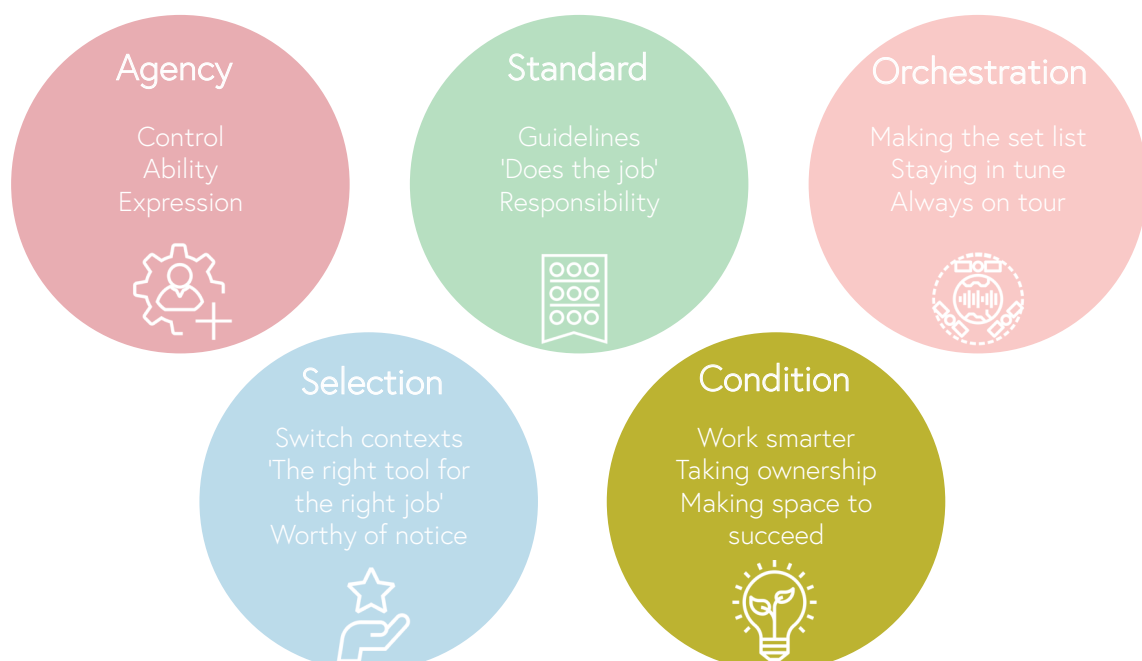 Agency
Control
Ability
Expression
Standard
Guidelines
'Does the job'
Responsibility
Orchestration
Making the set list
Staying in tune
Always on tour
Selection
Switch contexts
'The right tool for
the right job'
Worthy of notice
Condition
Work smarter
Taking ownership
Making space to
succeed